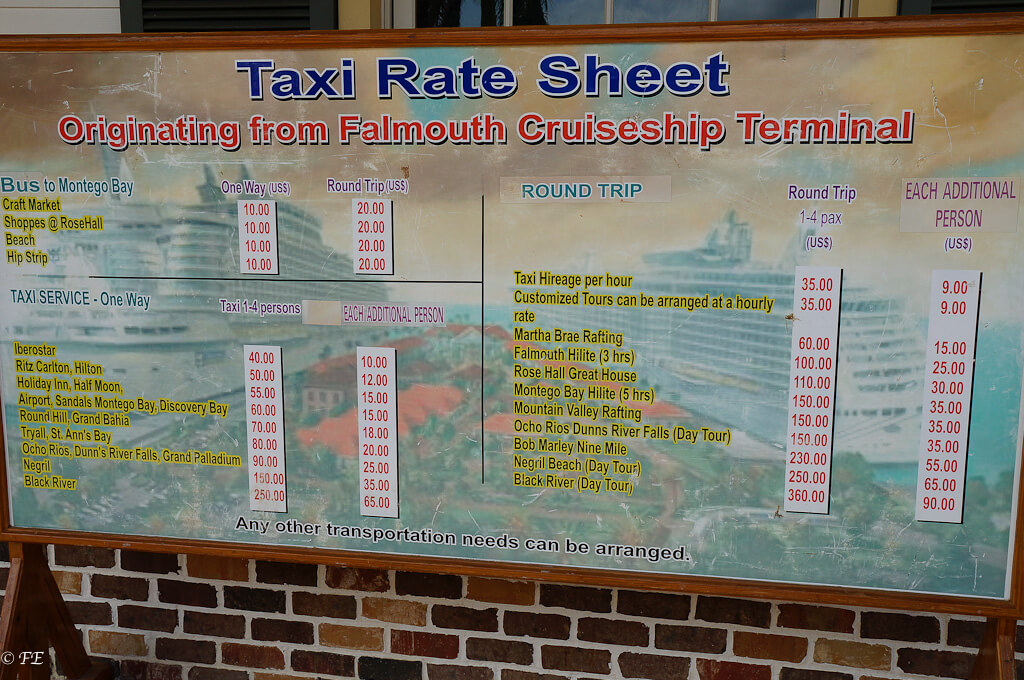 Taxi Rate Sheet
Originating from Falmouth Cruiseship Terminal
Bus to Montego Bay One Way (US$) Round Trip (US$)
Craft Market 10.00 20.00
Shoppes @ RoseHall 10.00 20.00
Beach 10.00 20.00
Hip Strip 10.00 20.00
TAXI SERVICE - One Way Taxi 1-4 persons EACH ADDITIONAL PERSON
Iberostar 40.00 10.00
Ritz Carlton, Hilton 50.00 12.00
Holiday Inn, Half Moon, 55.00 15.00
Airport, Sandals Montego Bay, Discovery Bay 60.00 15.00
Round Hill, Grand Bahia 70.00 18.00
Tryall, St. Ann's Bay 80.00 20.00
Ocho Rios, Dunn's River Falls, Grand Palladium 90.00 25.00
Negril 150.00 35.00
Black River 250.00 65.00
ROUND TRIP Round Trip EACH ADDITIONAL
1-4 pax PERSON
(US$) (US$)
Taxi Hireage per hour 35.00 9.00
Customized Tours can be arranged at a hourly 35.00 9.00
rate
Martha Brae Rafting 60.00 15.00
Falmouth Hilite (3 hrs) 100.00 25.00
Rose Hall Great House 110.00 30.00
Montego Bay Hilite (5 hrs) 150.00 35.00
Mountain Valley Rafting 150.00 35.00
Ocho Rios Dunns River Falls (Day Tour) 150.00 35.00
Bob Marley Nine Mile 230.00 55.00
Negril Beach (Day Tour) 250.00 65.00
Black River (Day Tour) 360.00 90.00
Any other transportation needs can be arranged.
© FE